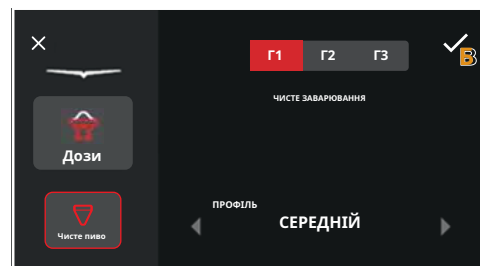 Г1 Г2 Г3
B
ЧИСТЕ ЗАВАРЮВАННЯ
Дози
Чисте пиво
ПРОФІЛЬ
СЕРЕДНІЙ